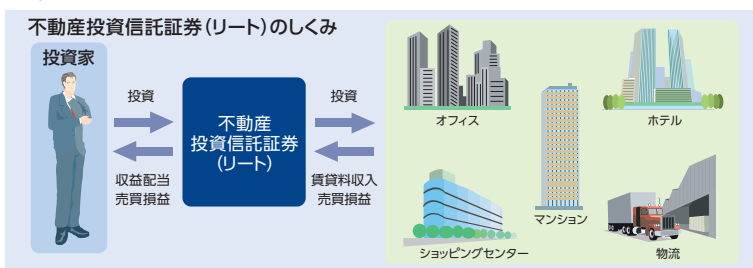 不動産投資信託証券(リート)のしくみ
投資家
投資
収益配当
売買損益
不動産
投資信託証券
(リート)
投資
賃貸料収入
売買損益
オフィス
ホテル
マンション
ショッピングセンター
物流